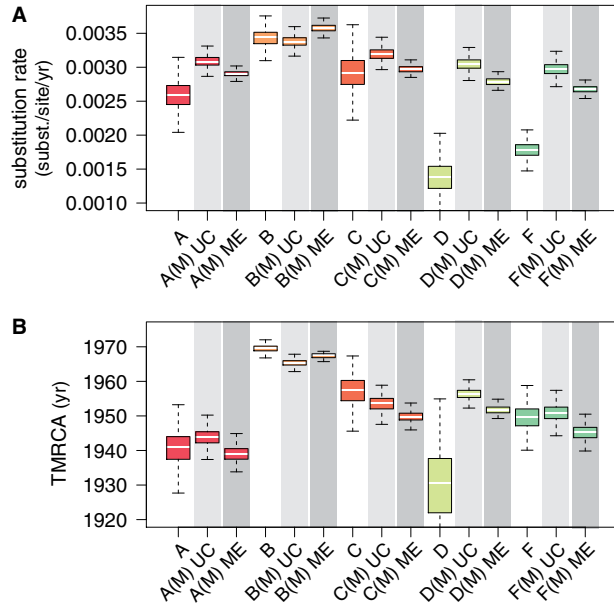 A
substitution rate
(subst./site/yr)
0.0035
0.0030
0.0025
0.0020
0.0015
0.0010
A
A(M) UC
A(M) ME
B
B(M) UC
B(M) ME
C
C(M) UC
C(M) ME
D
D(M) UC
D(M) ME
F
F(M) UC
F(M) ME
B
TMRCA (yr)
1970
1960
1950
1940
1930
1920
A
A(M) UC
A(M) ME
B
B(M) UC
B(M) ME
C
C(M) UC
C(M) ME
D
D(M) UC
D(M) ME
F
F(M) UC
F(M) ME